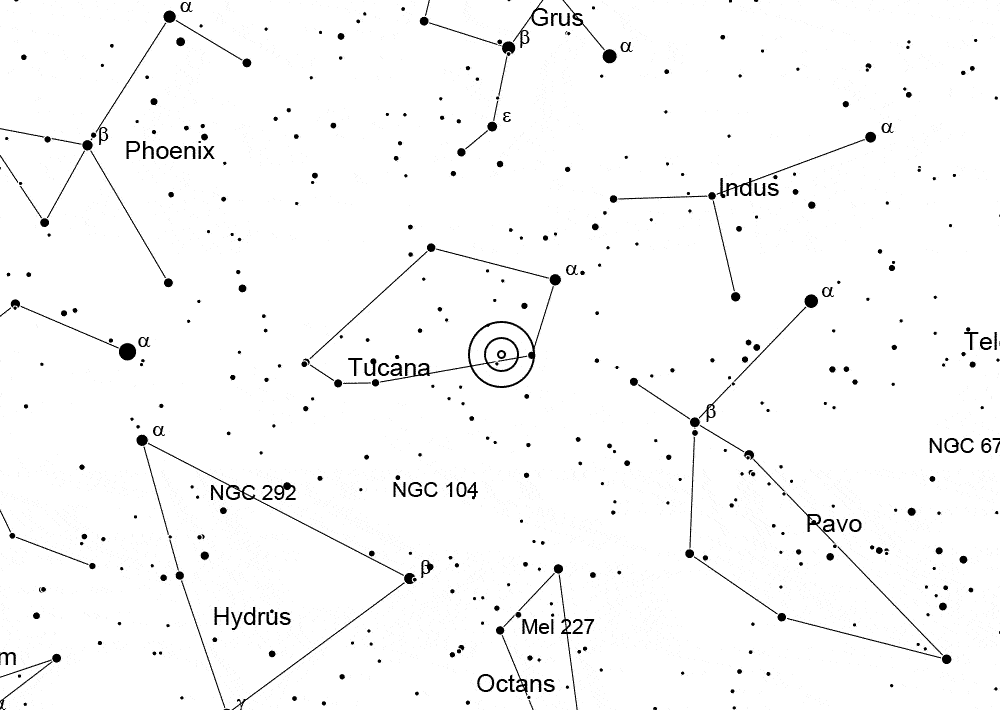 α
Grus
β
α
ε
α
β
Phoenix
Indus
α
α
α
Tel
α
Tucana
β
α
NGC 67
NGC 292
NGC 104
Pavo
β
Hydrus
Mel 227
m
Octans
α
γ